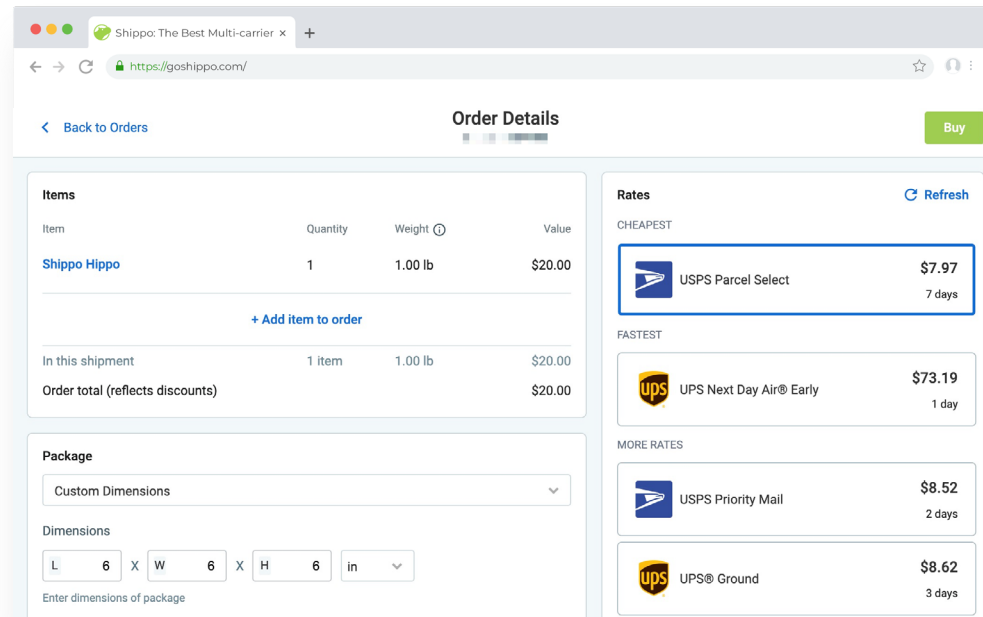 Shippo: The Best Multi-carrier × +
https://goshippo.com/
Back to Orders
Order Details
Buy
Items
Item Quantity Weight Value
Shippo Hippo 1 1.00 lb $20.00
+ Add item to order
In this shipment 1 item 1.00 lb $20.00
Order total (reflects discounts) $20.00
Package
Custom Dimensions
Dimensions
L 6 X W 6 X H 6 in
Enter dimensions of package
Rates Refresh
CHEAPEST
USPS Parcel Select $7.97
7 days
FASTEST
ups UPS Next Day Air® Early $73.19
1 day
MORE RATES
USPS Priority Mail $8.52
2 days
ups UPS® Ground $8.62
3 days